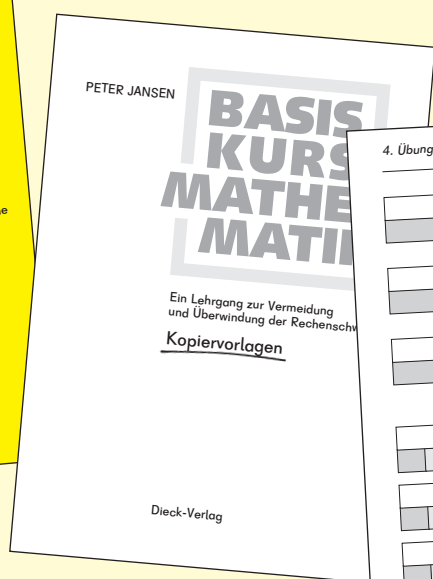 PETER JANSEN
BASIS
KURS
MATHE
MATI
Ein Lehrgang zur Vermeidung
und Überwindung der Rechenschw
Kopiervorlagen
Dieck-Verlag
4. Übung